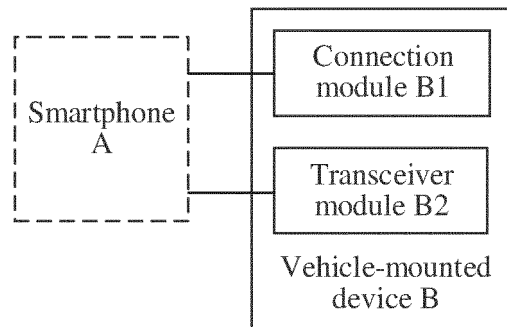 Smartphone
A
Connection
module B1
Transceiver
module B2
Vehicle-mounted
device B